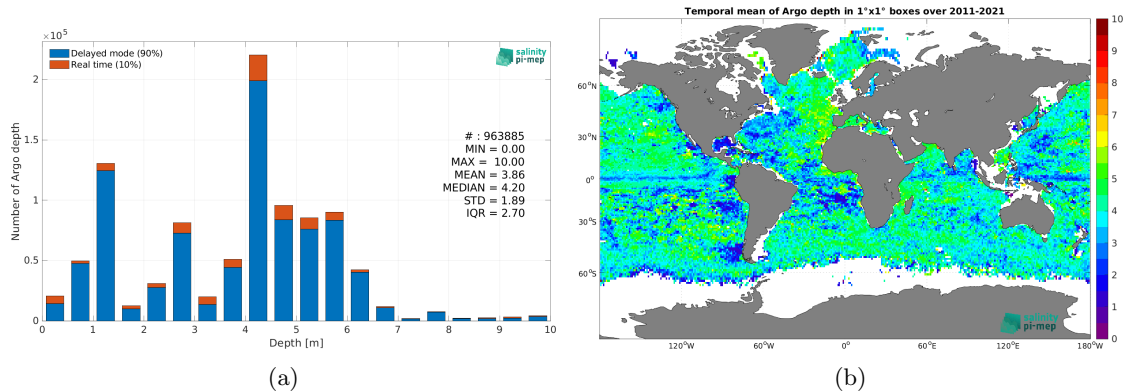 ×10^5
Delayed mode (90%)
Real time (10%)
salinity
pi-mep
# : 963885
MIN = 0.00
MAX = 10.00
MEAN = 3.86
MEDIAN = 4.20
STD = 1.89
IQR = 2.70
Number of Argo depth
2
1.5
1
0.5
0
0 1 2 3 4 5 6 7 8 9 10
Depth [m]
(a)
Temporal mean of Argo depth in 1°x1° boxes over 2011-2021
60°N
30°N
0°
30°S
60°S
120°W 60°W 0° 60°E 120°E 180°W
salinity
pi-mep
10
9
8
7
6
5
4
3
2
1
0
(b)